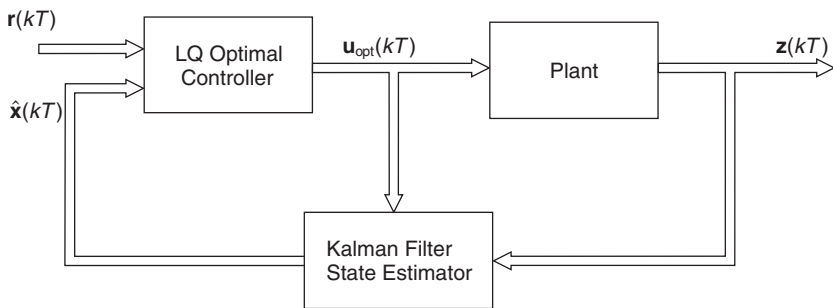 r(kT)
LQ Optimal
Controller
u_opt(kT)
Plant
z(kT)
x̂(kT)
Kalman Filter
State Estimator